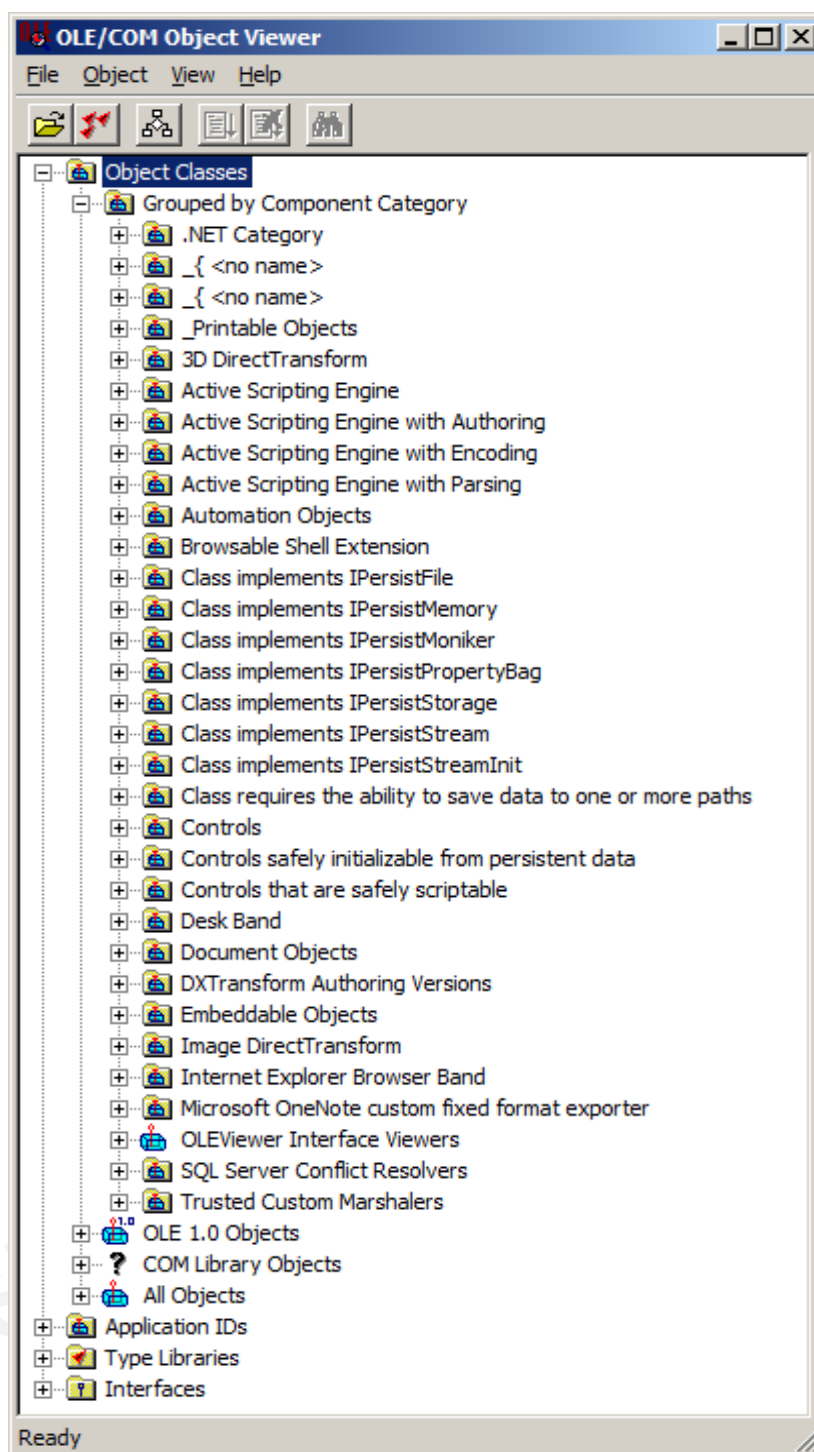 OLE/COM Object Viewer
File Object View Help
Object Classes
Grouped by Component Category
.NET Category
_{ <no name>
_{ <no name>
_Printable Objects
3D DirectTransform
Active Scripting Engine
Active Scripting Engine with Authoring
Active Scripting Engine with Encoding
Active Scripting Engine with Parsing
Automation Objects
Browsable Shell Extension
Class implements IPersistFile
Class implements IPersistMemory
Class implements IPersistMoniker
Class implements IPersistPropertyBag
Class implements IPersistStorage
Class implements IPersistStream
Class implements IPersistStreamInit
Class requires the ability to save data to one or more paths
Controls
Controls safely initializable from persistent data
Controls that are safely scriptable
Desk Band
Document Objects
DXTransform Authoring Versions
Embeddable Objects
Image DirectTransform
Internet Explorer Browser Band
Microsoft OneNote custom fixed format exporter
OLEViewer Interface Viewers
SQL Server Conflict Resolvers
Trusted Custom Marshalers
1.0 OLE 1.0 Objects
? COM Library Objects
All Objects
Application IDs
Type Libraries
Interfaces
Ready